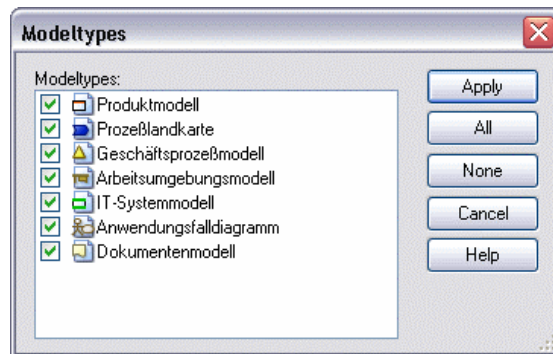 Modeltypes
Modeltypes:
Produktmodell
Prozeßlandkarte
Geschäftsprozeßmodell
Arbeitsumgebungsmodell
IT-Systemmodell
Anwendungsfalldiagramm
Dokumentenmodell
Apply
All
None
Cancel
Help